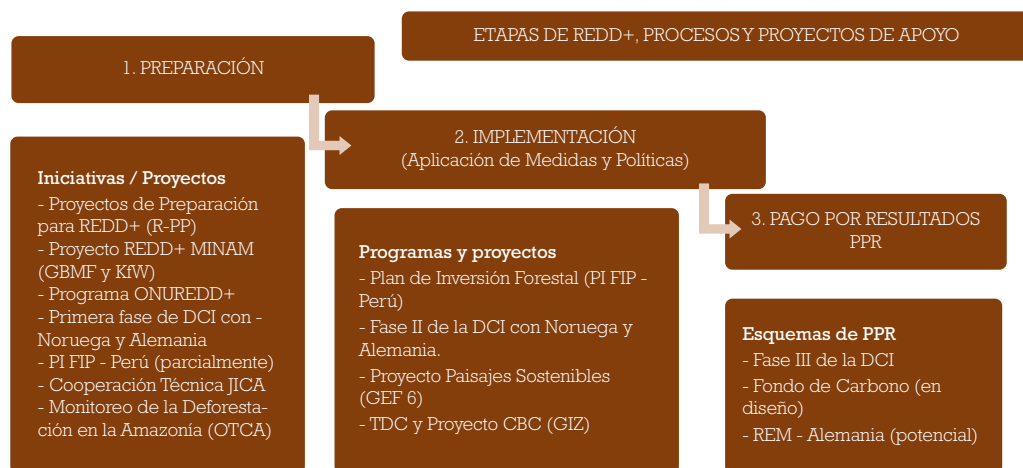 ETAPAS DE REDD+, PROCESOS Y PROYECTOS DE APOYO
1. PREPARACIÓN
Iniciativas / Proyectos
- Proyectos de Preparación
para REDD+ (R-PP)
- Proyecto REDD+ MINAM
(GBMF y KfW)
- Programa ONUREDD+
- Primera fase de DCI con -
Noruega y Alemania
- PI FIP - Perú (parcialmente)
- Cooperación Técnica JICA
- Monitoreo de la Deforesta-
ción en la Amazonía (OTCA)
2. IMPLEMENTACIÓN
(Aplicación de Medidas y Políticas)
Programas y proyectos
- Plan de Inversión Forestal (PI FIP -
Perú)
- Fase II de la DCI con Noruega y
Alemania.
- Proyecto Paisajes Sostenibles
(GEF 6)
- TDC y Proyecto CBC (GIZ)
3. PAGO POR RESULTADOS
PPR
Esquemas de PPR
- Fase III de la DCI
- Fondo de Carbono (en
diseño)
- REM - Alemania (potencial)